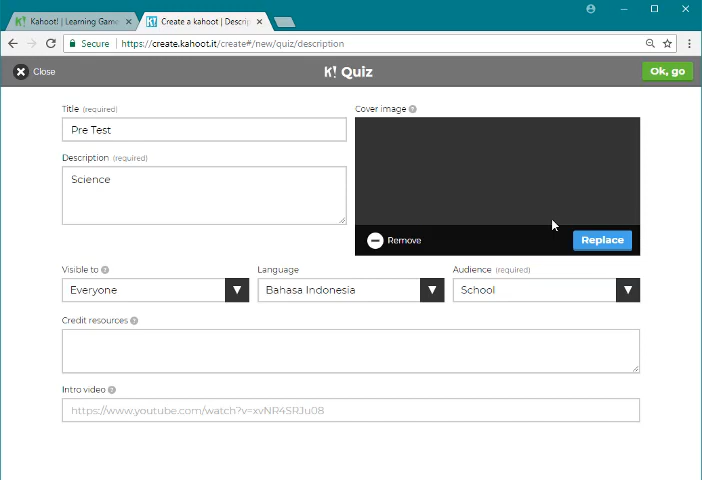 Kahoot! | Learning Game
Create a kahoot | Descrip
Secure https://create.kahoot.it/create#/new/quiz/description
Close
K! Quiz
Ok, go
Title (required)
Pre Test
Description (required)
Science
Cover image ?
Remove
Replace
Visible to ?
Everyone
Language
Bahasa Indonesia
Audience (required)
School
Credit resources ?
Intro video ?
https://www.youtube.com/watch?v=xvNR4SRJu08